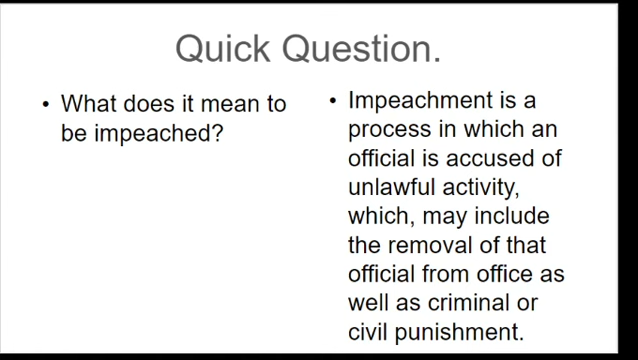 Quick Question.
• What does it mean to
be impeached?
• Impeachment is a
process in which an
official is accused of
unlawful activity,
which, may include
the removal of that
official from office as
well as criminal or
civil punishment.